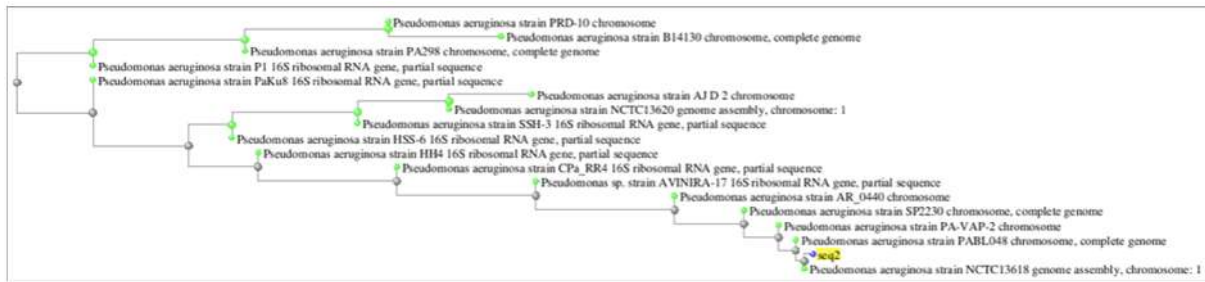 Pseudomonas aeruginosa strain PRD-10 chromosome
Pseudomonas aeruginosa strain B14130 chromosome, complete genome
Pseudomonas aeruginosa strain PA298 chromosome, complete genome
Pseudomonas aeruginosa strain P1 16S ribosomal RNA gene, partial sequence
Pseudomonas aeruginosa strain PaKu8 16S ribosomal RNA gene, partial sequence
Pseudomonas aeruginosa strain AJ D 2 chromosome
Pseudomonas aeruginosa strain NCTC13620 genome assembly, chromosome: 1
Pseudomonas aeruginosa strain SSH-3 16S ribosomal RNA gene, partial sequence
Pseudomonas aeruginosa strain HSS-6 16S ribosomal RNA gene, partial sequence
Pseudomonas aeruginosa strain HH4 16S ribosomal RNA gene, partial sequence
Pseudomonas aeruginosa strain CPa_RR4 16S ribosomal RNA gene, partial sequence
Pseudomonas sp. strain AVINIRA-17 16S ribosomal RNA gene, partial sequence
Pseudomonas aeruginosa strain AR_0440 chromosome
Pseudomonas aeruginosa strain SP2230 chromosome, complete genome
Pseudomonas aeruginosa strain PA-VAP-2 chromosome
Pseudomonas aeruginosa strain PABL048 chromosome, complete genome
seq2
Pseudomonas aeruginosa strain NCTC13618 genome assembly, chromosome: 1